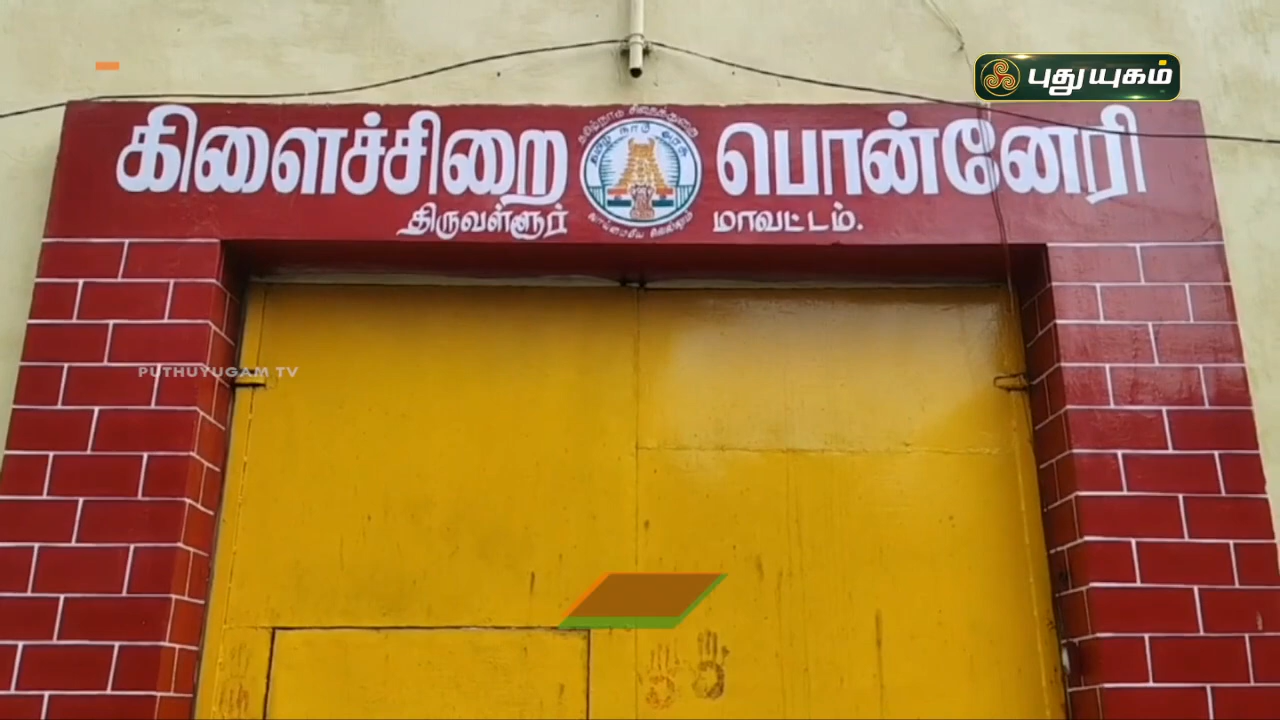 புதுயுகம்
கிளைச்சிறை பொன்னேரி
திருவள்ளூர் மாவட்டம்.
PUTHUYUGAM TV